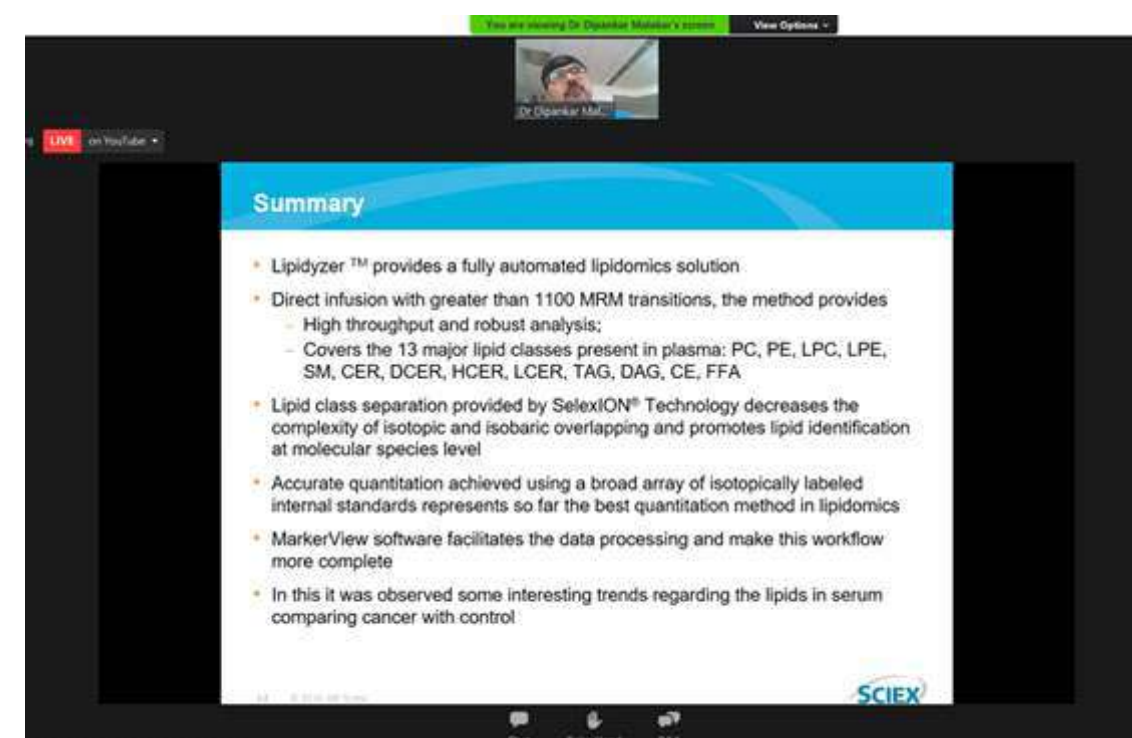 You are viewing Dr Dipankar Malakar's screen
View Options
Dr Dipankar Mal...
LIVE on YouTube
Summary
• Lipidyzer ™ provides a fully automated lipidomics solution
• Direct infusion with greater than 1100 MRM transitions, the method provides
– High throughput and robust analysis;
– Covers the 13 major lipid classes present in plasma: PC, PE, LPC, LPE,
SM, CER, DCER, HCER, LCER, TAG, DAG, CE, FFA
• Lipid class separation provided by SelexION® Technology decreases the
complexity of isotopic and isobaric overlapping and promotes lipid identification
at molecular species level
• Accurate quantitation achieved using a broad array of isotopically labeled
internal standards represents so far the best quantitation method in lipidomics
• MarkerView software facilitates the data processing and make this workflow
more complete
• In this it was observed some interesting trends regarding the lipids in serum
comparing cancer with control
SCIEX